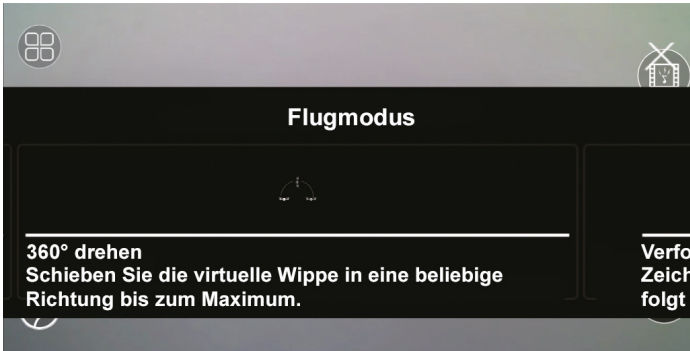 Flugmodus
360° drehen
Schieben Sie die virtuelle Wippe in eine beliebige
Richtung bis zum Maximum.
Verfo
Zeich
folgt